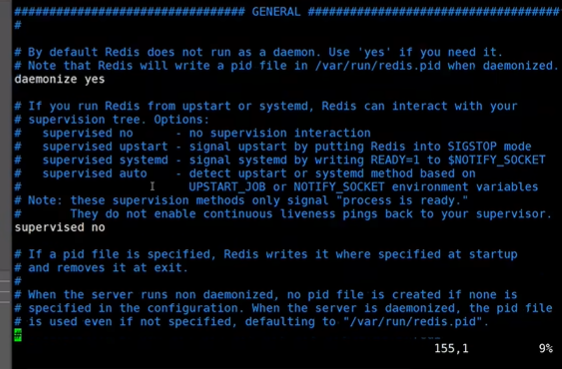 ################################ GENERAL ####################################
#
# By default Redis does not run as a daemon. Use 'yes' if you need it.
# Note that Redis will write a pid file in /var/run/redis.pid when daemonized.
daemonize yes
# If you run Redis from upstart or systemd, Redis can interact with your
# supervision tree. Options:
#   supervised no      - no supervision interaction
#   supervised upstart - signal upstart by putting Redis into SIGSTOP mode
#   supervised systemd - signal systemd by writing READY=1 to $NOTIFY_SOCKET
#   supervised auto    - detect upstart or systemd method based on
#                        UPSTART_JOB or NOTIFY_SOCKET environment variables
# Note: these supervision methods only signal "process is ready."
#       They do not enable continuous liveness pings back to your supervisor.
supervised no
# If a pid file is specified, Redis writes it where specified at startup
# and removes it at exit.
#
# When the server runs non daemonized, no pid file is created if none is
# specified in the configuration. When the server is daemonized, the pid file
# is used even if not specified, defaulting to "/var/run/redis.pid".
#
155,1 9%